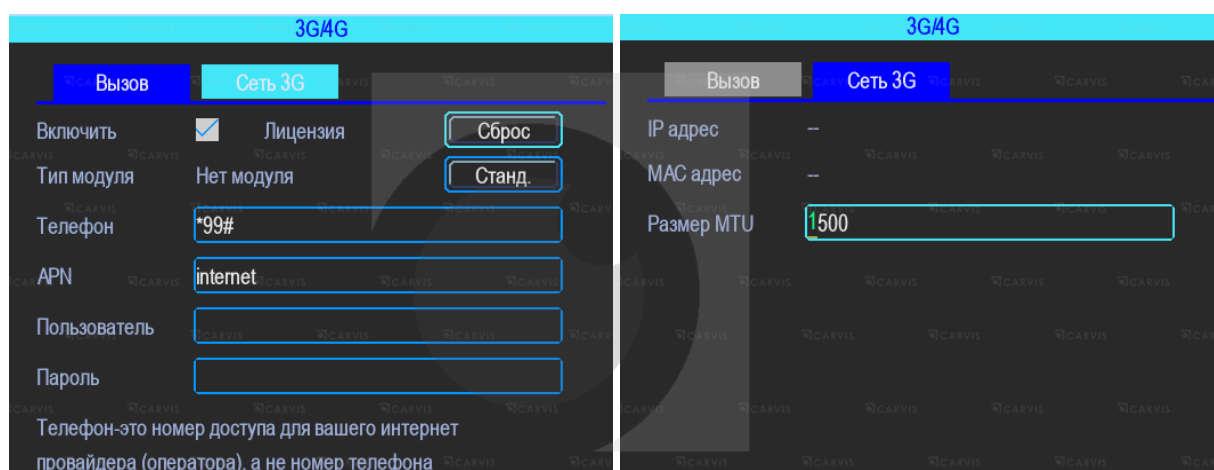 3G/4G
Вызов Сеть 3G
Включить Лицензия Сброс
Тип модуля Нет модуля Станд.
Телефон *99#
APN internet
Пользователь
Пароль
Телефон-это номер доступа для вашего интернет
провайдера (оператора), а не номер телефона
3G/4G
Вызов Сеть 3G
IP адрес --
MAC адрес --
Размер MTU 1500
CARVIS